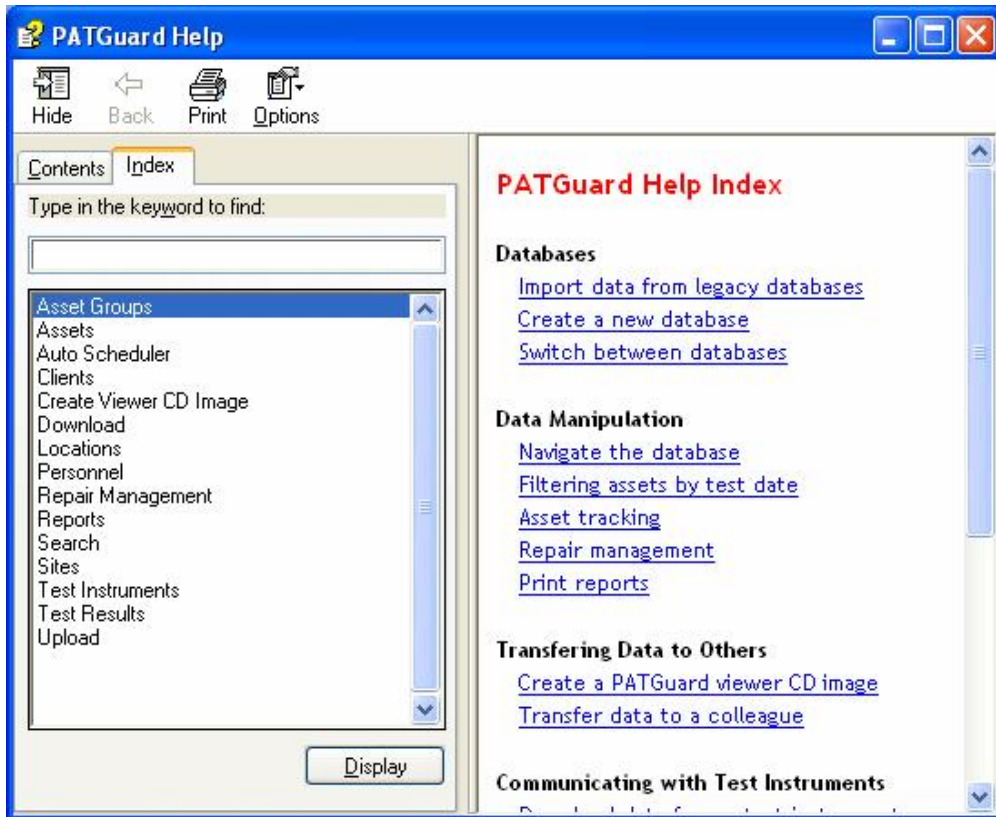 PATGuard Help
Hide Back Print Options
Contents Index
Type in the keyword to find:
Asset Groups
Assets
Auto Scheduler
Clients
Create Viewer CD Image
Download
Locations
Personnel
Repair Management
Reports
Search
Sites
Test Instruments
Test Results
Upload
Display
PATGuard Help Index
Databases
Import data from legacy databases
Create a new database
Switch between databases
Data Manipulation
Navigate the database
Filtering assets by test date
Asset tracking
Repair management
Print reports
Transfering Data to Others
Create a PATGuard viewer CD image
Transfer data to a colleague
Communicating with Test Instruments